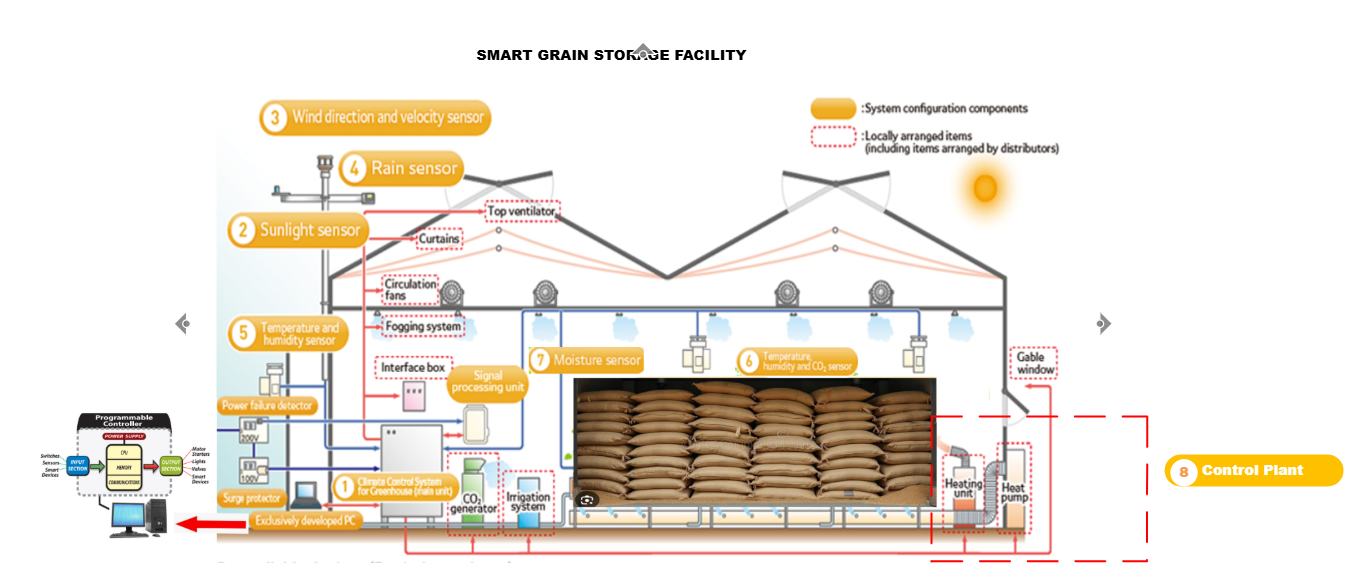 SMART GRAIN STORAGE FACILITY
3 Wind direction and velocity sensor
:System configuration components
:Locally arranged items
(including items arranged by distributors)
4 Rain sensor
Top ventilator
2 Sunlight sensor
Curtains
Circulation
fans
5 Temperature and
humidity sensor
Fogging system
7 Moisture sensor
6 Temperature,
humidity and CO₂ sensor
Gable
window
Interface box
Signal
processing unit
Power failure detector
200V
100V
Surge protector
Programmable
Controller
POWER SUPPLY
Switches
Sensors
Smart
Devices
INPUT
SECTION
CPU
MEMORY
COMMUNICATIONS
OUTPUT
SECTION
Motor
Starters
Lights
Valves
Smart
Devices
8 Control Plant
1 Climate Control System
for Greenhouse (main unit)
CO₂
generator
Irrigation
system
Heating
unit
Heat
pump
Exclusively developed PC